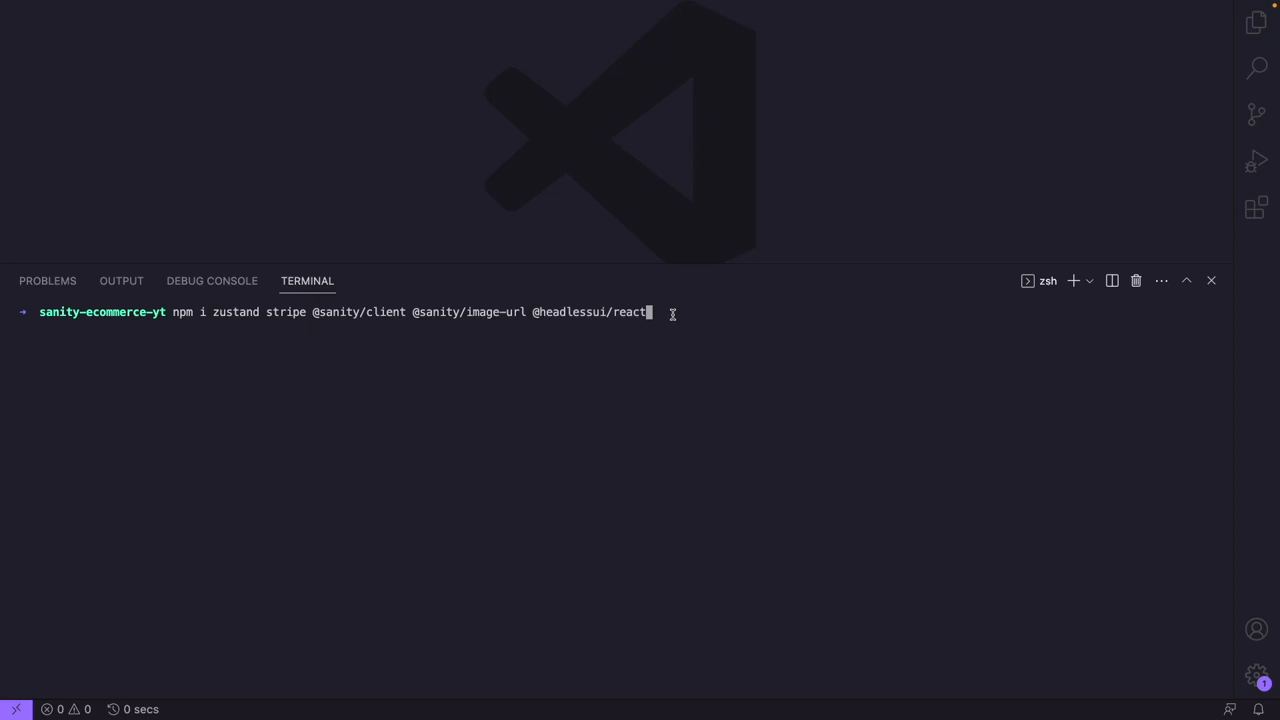 PROBLEMS OUTPUT DEBUG CONSOLE TERMINAL zsh
➜ sanity-ecommerce-yt npm i zustand stripe @sanity/client @sanity/image-url @headlessui/react
1
0 0 0 secs